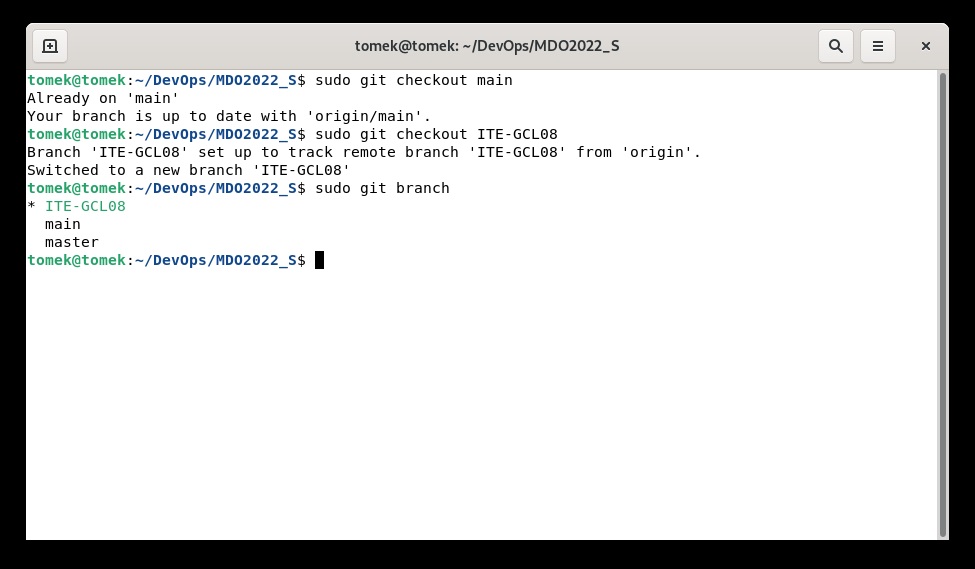 tomek@tomek: ~/DevOps/MDO2022_S
tomek@tomek:~/DevOps/MDO2022_S$ sudo git checkout main
Already on 'main'
Your branch is up to date with 'origin/main'.
tomek@tomek:~/DevOps/MDO2022_S$ sudo git checkout ITE-GCL08
Branch 'ITE-GCL08' set up to track remote branch 'ITE-GCL08' from 'origin'.
Switched to a new branch 'ITE-GCL08'
tomek@tomek:~/DevOps/MDO2022_S$ sudo git branch
* ITE-GCL08
  main
  master
tomek@tomek:~/DevOps/MDO2022_S$